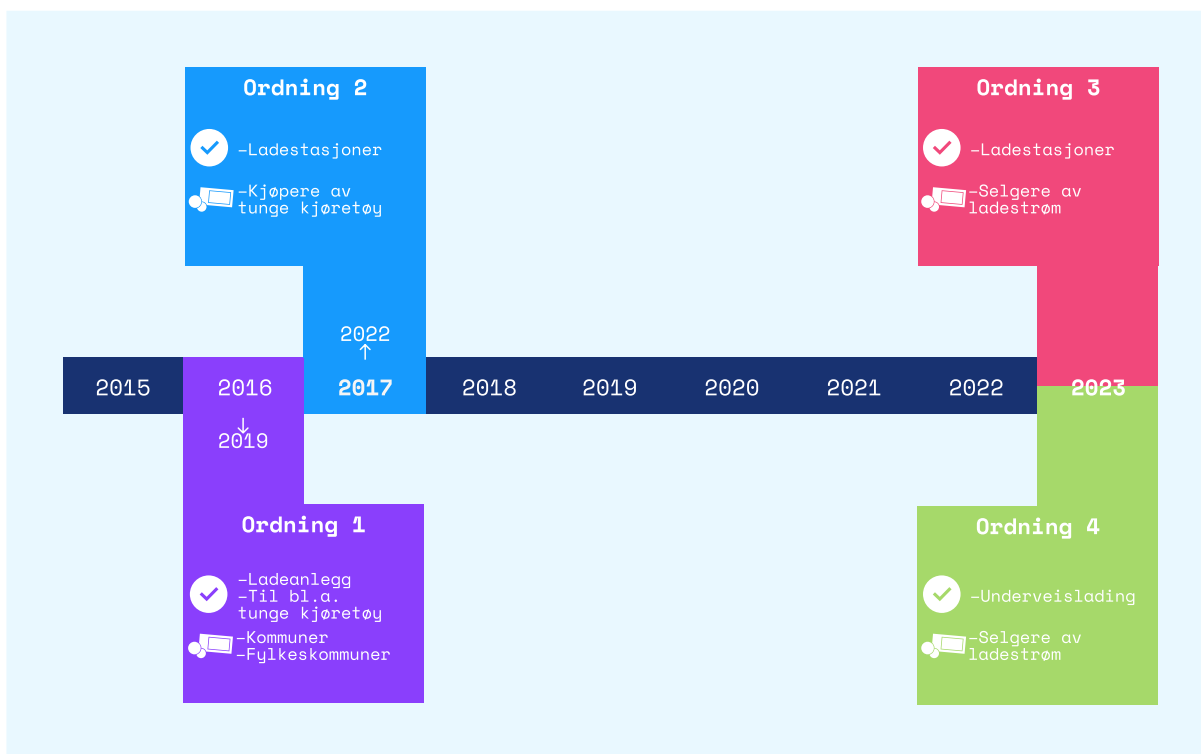 Ordning 2
–Ladestasjoner
–Kjøpere av
tunge kjøretøy
Ordning 3
–Ladestasjoner
–Selgere av
ladestrøm
2022
↑
2015
2016
2017
2018
2019
2020
2021
2022
2023
↓
2019
Ordning 1
–Ladeanlegg
–Til bl.a.
tunge kjøretøy
–Kommuner
–Fylkeskommuner
Ordning 4
–Underveislading
–Selgere av
ladestrøm